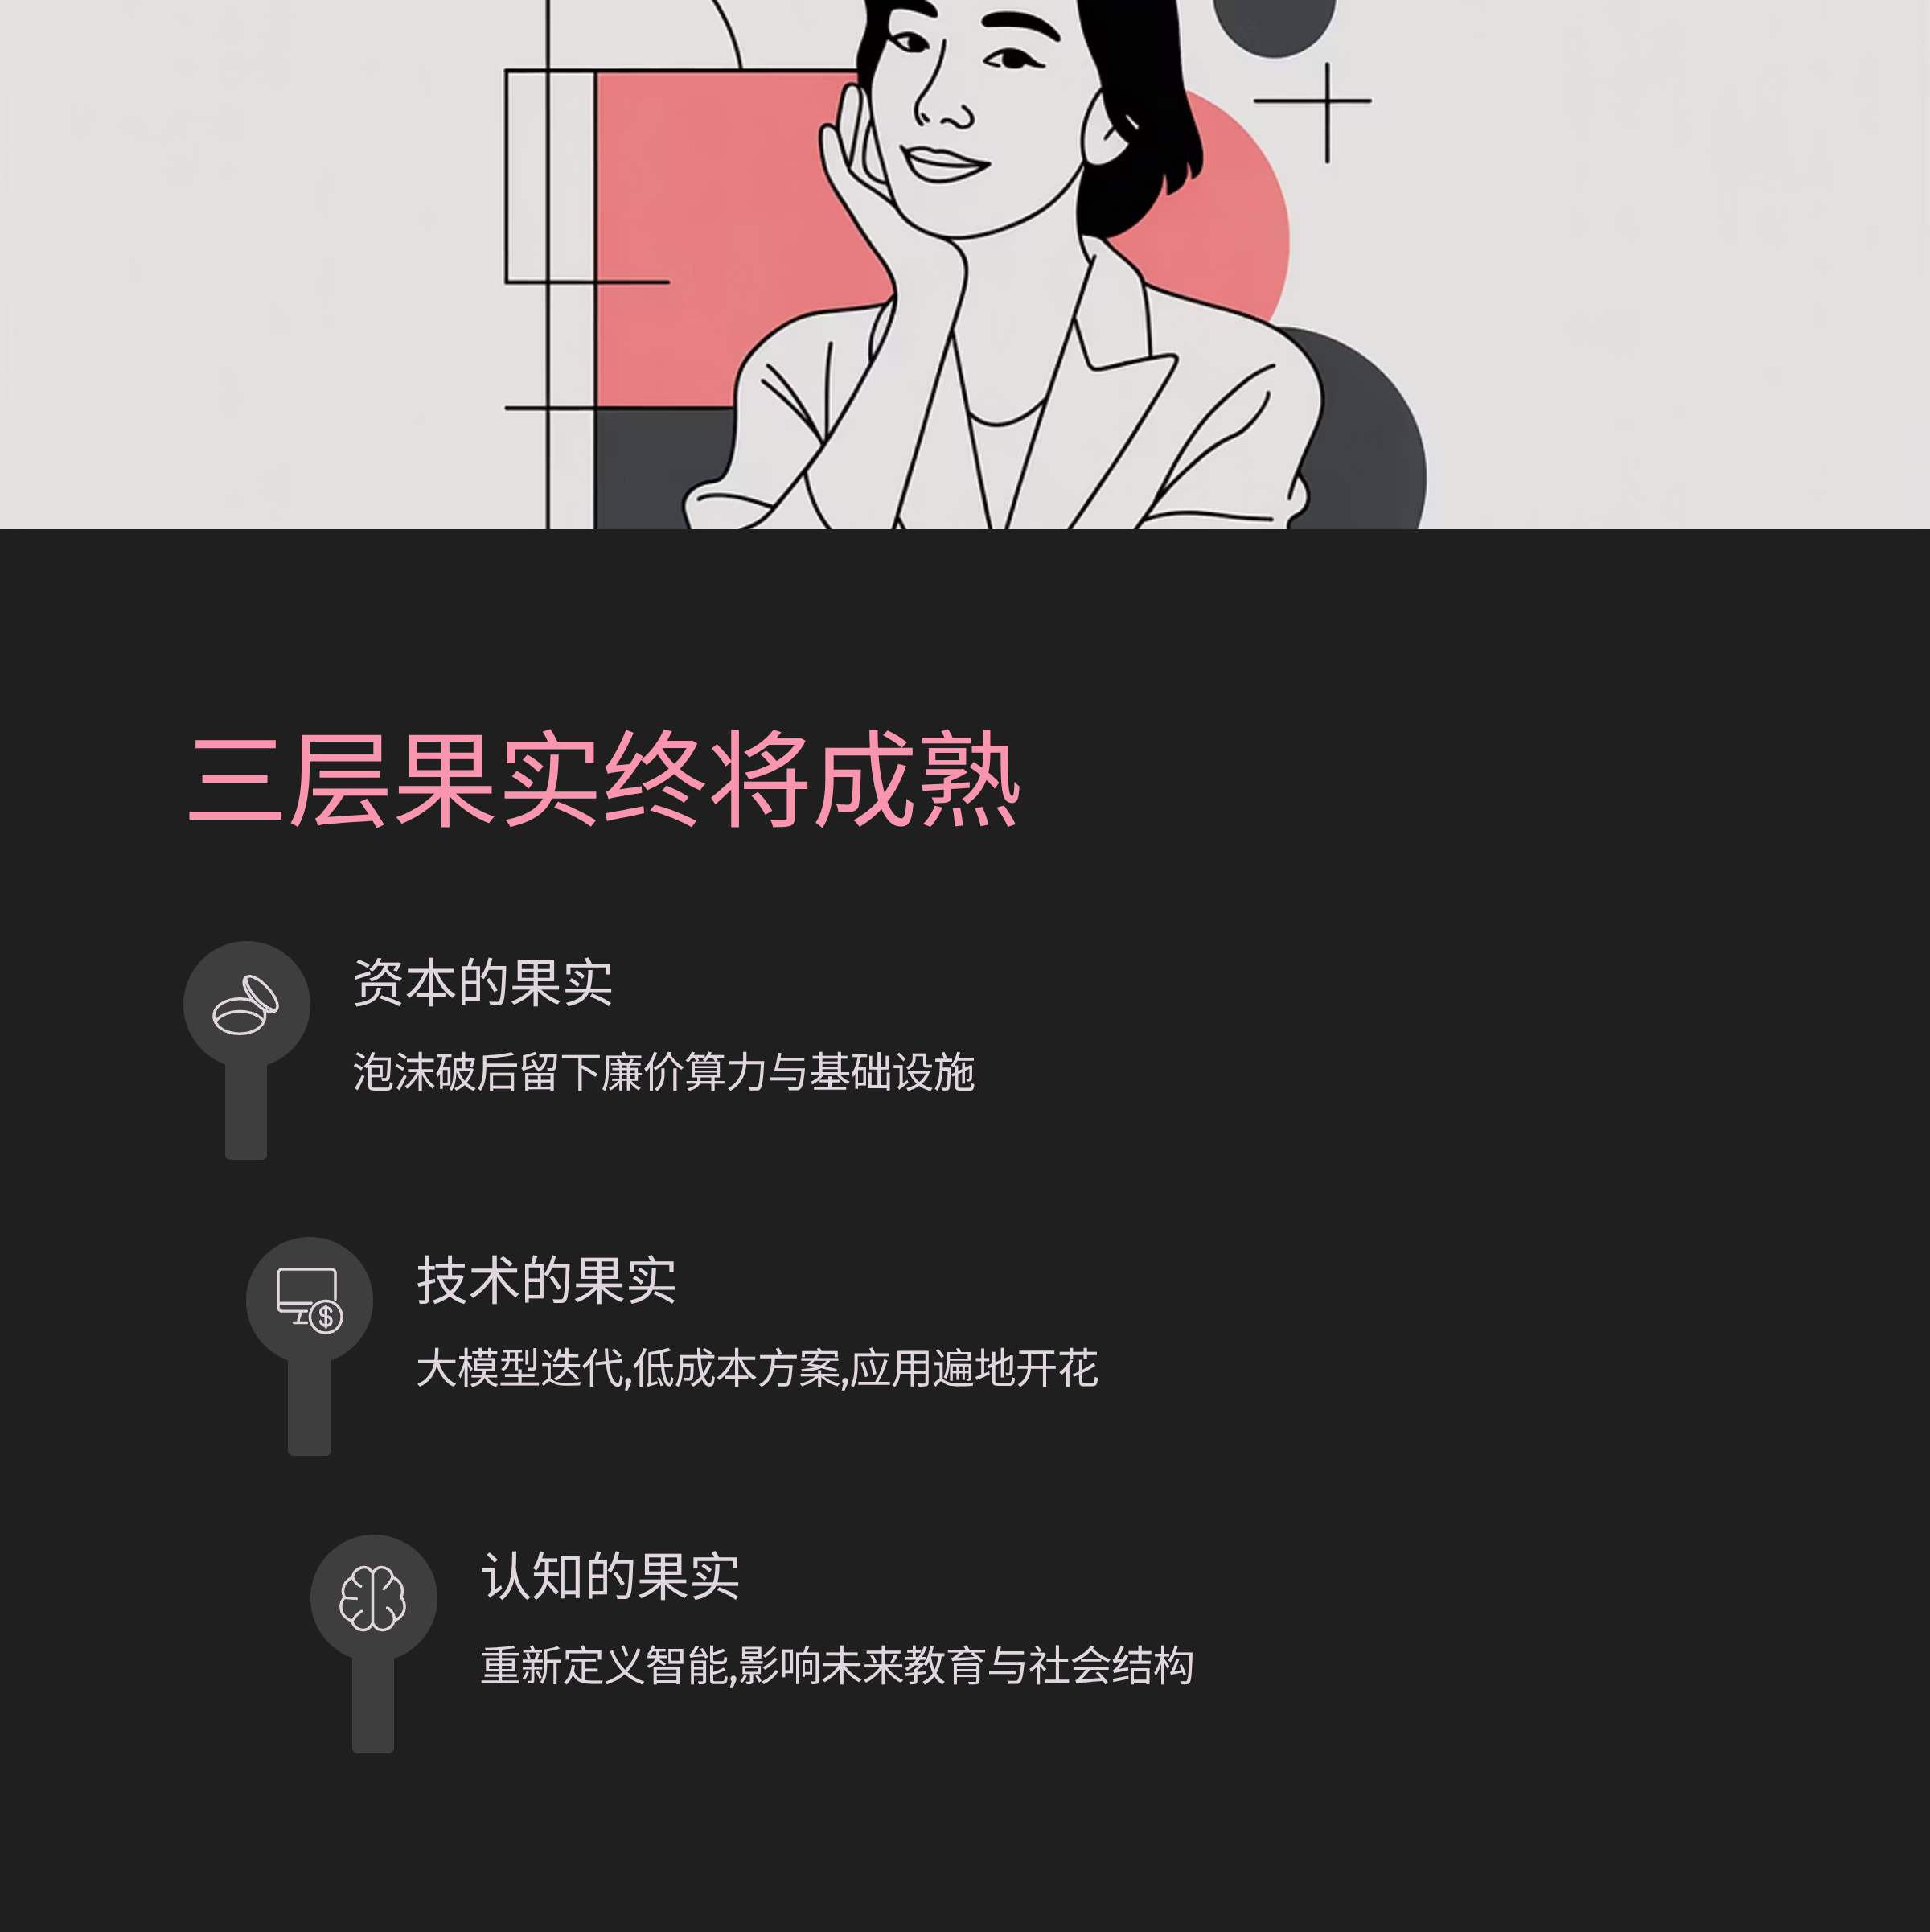 三层果实终将成熟
资本的果实
泡沫破后留下廉价算力与基础设施
技术的果实
大模型迭代,低成本方案,应用遍地开花
认知的果实
重新定义智能,影响未来教育与社会结构